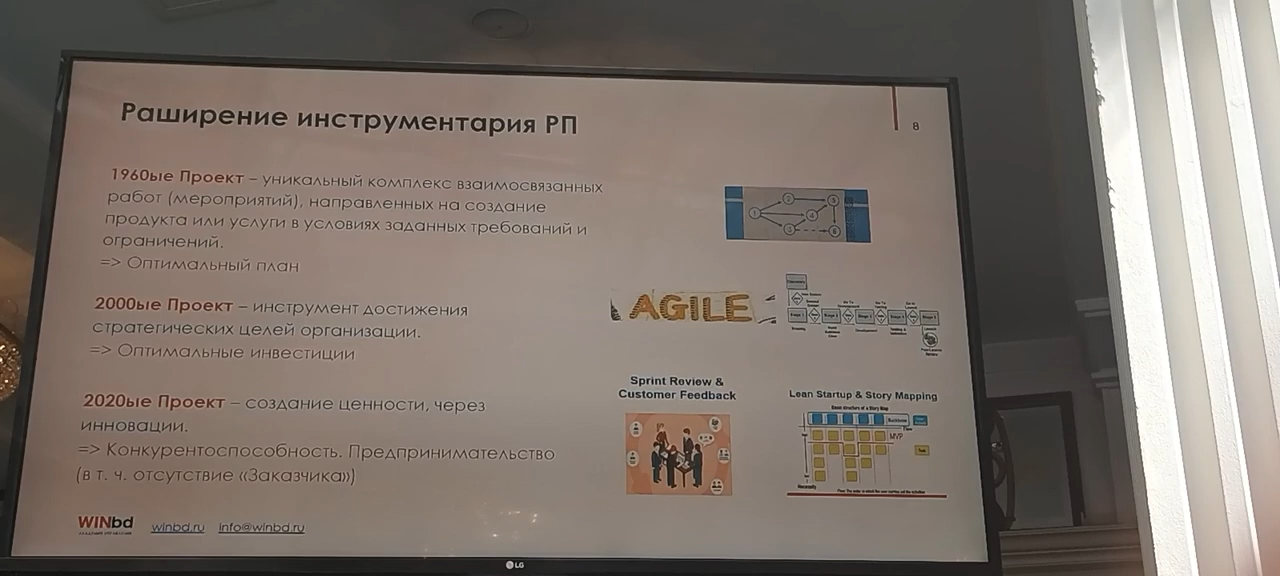 Раширение инструментария РП
8
1960ые Проект – уникальный комплекс взаимосвязанных
работ (мероприятий), направленных на создание
продукта или услуги в условиях заданных требований и
ограничений.
=> Оптимальный план
2000ые Проект – инструмент достижения
стратегических целей организации.
=> Оптимальные инвестиции
AGILE
2020ые Проект – создание ценности, через
инновации.
=> Конкурентоспособность. Предпринимательство
(в т. ч. отсутствие «Заказчика»)
Sprint Review &
Customer Feedback
Lean Startup & Story Mapping
MVP
WINbd
winbd.ru info@winbd.ru
LG